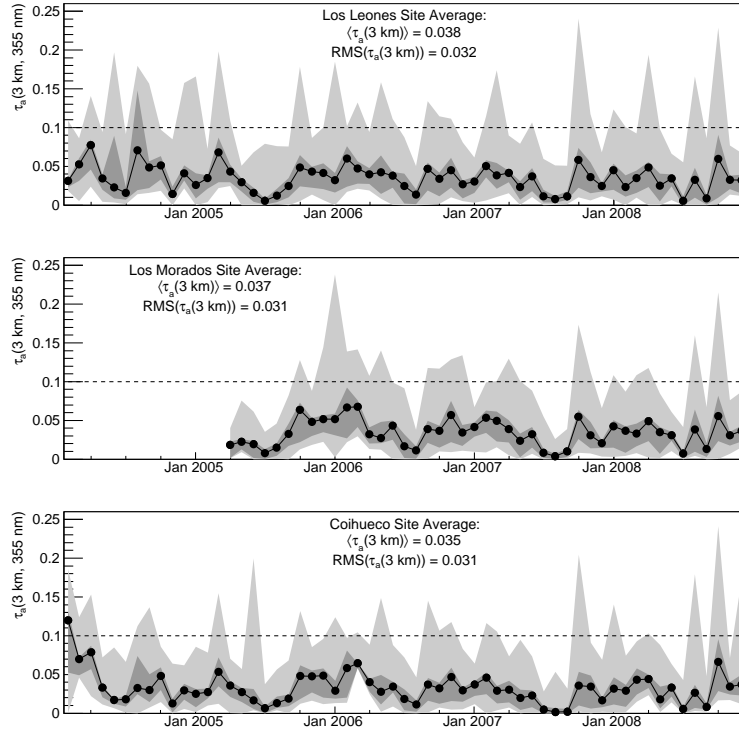 Los Leones Site Average:
⟨τa(3 km)⟩ = 0.038
RMS(τa(3 km)) = 0.032
τa(3 km, 355 nm)
0.25
0.2
0.15
0.1
0.05
0
Jan 2005 Jan 2006 Jan 2007 Jan 2008
Los Morados Site Average:
⟨τa(3 km)⟩ = 0.037
RMS(τa(3 km)) = 0.031
τa(3 km, 355 nm)
0.25
0.2
0.15
0.1
0.05
0
Jan 2005 Jan 2006 Jan 2007 Jan 2008
Coihueco Site Average:
⟨τa(3 km)⟩ = 0.035
RMS(τa(3 km)) = 0.031
τa(3 km, 355 nm)
0.25
0.2
0.15
0.1
0.05
0
Jan 2005 Jan 2006 Jan 2007 Jan 2008